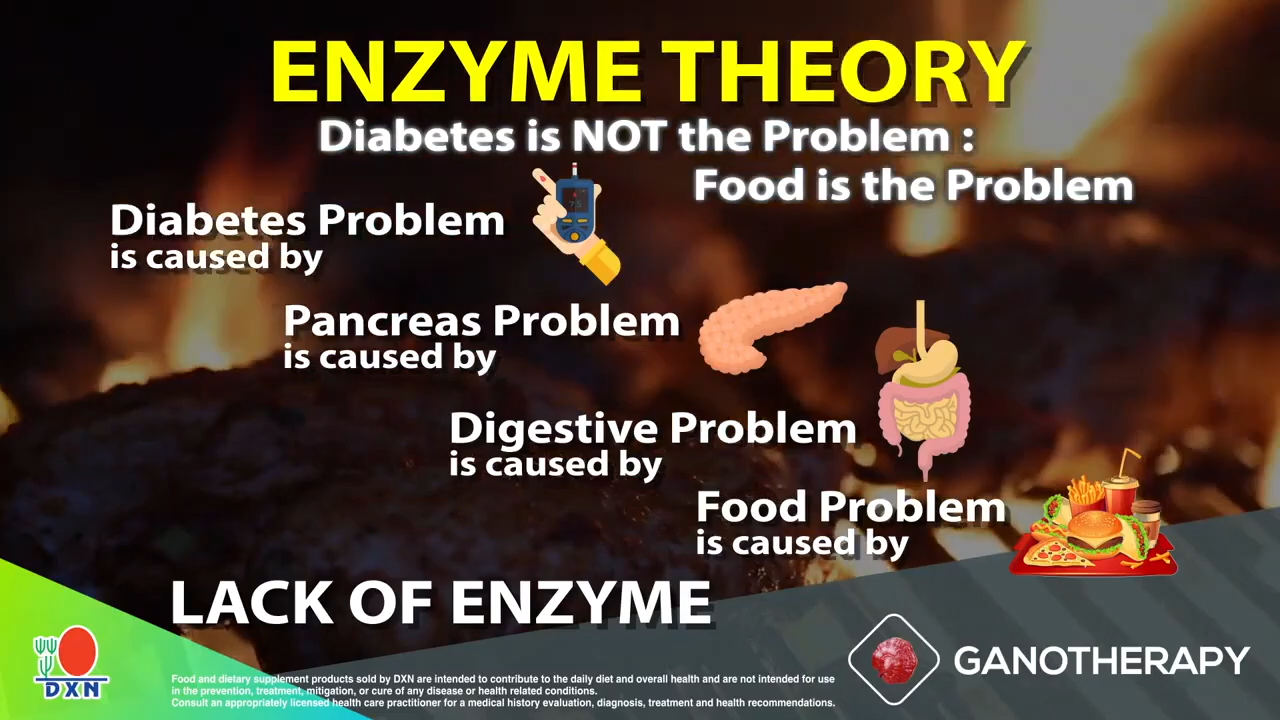 ENZYME THEORY
Diabetes is NOT the Problem :
Food is the Problem
Diabetes Problem
is caused by
Pancreas Problem
is caused by
Digestive Problem
is caused by
Food Problem
is caused by
LACK OF ENZYME
DXN
Food and dietary supplement products sold by DXN are intended to contribute to the daily diet and overall health and are not intended for use
in the prevention, treatment, mitigation, or cure of any disease or health related conditions.
Consult an appropriately licensed health care practitioner for a medical history evaluation, diagnosis, treatment and health recommendations.
GANOTHERAPY